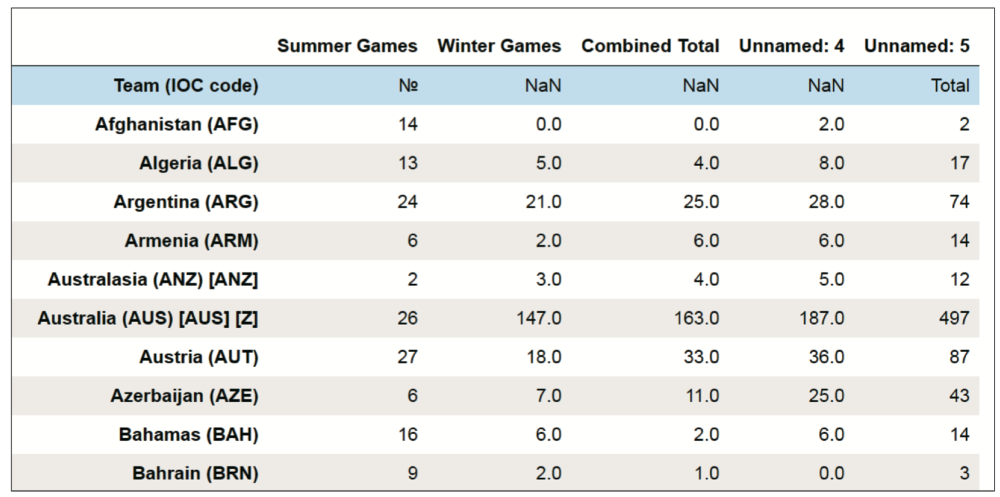 Summer Games Winter Games Combined Total Unnamed: 4 Unnamed: 5
Team (IOC code) № NaN NaN NaN Total
Afghanistan (AFG) 14 0.0 0.0 2.0 2
Algeria (ALG) 13 5.0 4.0 8.0 17
Argentina (ARG) 24 21.0 25.0 28.0 74
Armenia (ARM) 6 2.0 6.0 6.0 14
Australasia (ANZ) [ANZ] 2 3.0 4.0 5.0 12
Australia (AUS) [AUS] [Z] 26 147.0 163.0 187.0 497
Austria (AUT) 27 18.0 33.0 36.0 87
Azerbaijan (AZE) 6 7.0 11.0 25.0 43
Bahamas (BAH) 16 6.0 2.0 6.0 14
Bahrain (BRN) 9 2.0 1.0 0.0 3